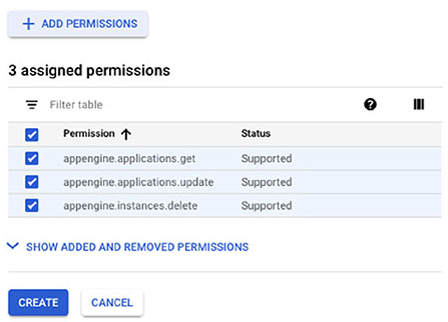 + ADD PERMISSIONS
3 assigned permissions
Filter table
Permission ↑ Status
appengine.applications.get Supported
appengine.applications.update Supported
appengine.instances.delete Supported
SHOW ADDED AND REMOVED PERMISSIONS
CREATE CANCEL